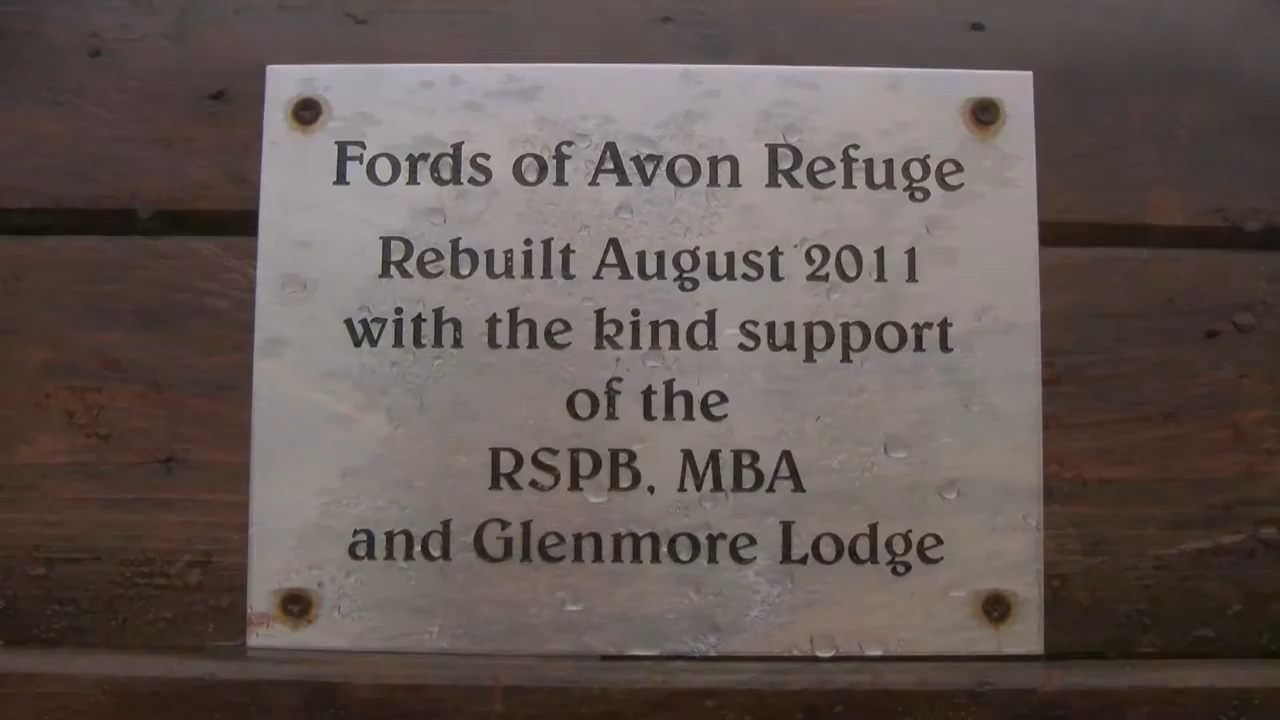 Fords of Avon Refuge
Rebuilt August 2011
with the kind support
of the
RSPB, MBA
and Glenmore Lodge